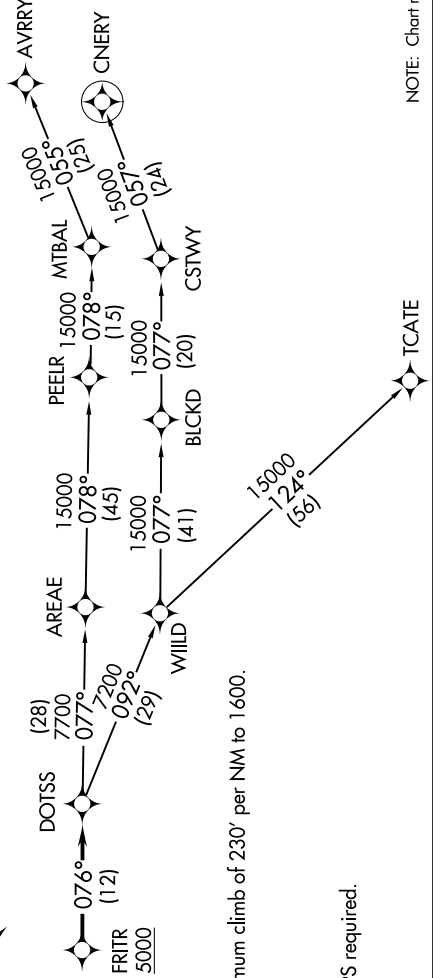 AVRRY
CNERY
NOTE: Chart
15000
055°
(25)
15000
057°
(24)
MTBAL
CSTWY
15000
078°
(15)
15000
077°
(20)
PEELR
BLCKD
TCATE
15000
078°
(45)
15000
077°
(41)
15000
124°
(56)
AREAE
WIILD
(28)
7700
077°
7200
092°
(29)
DOTSS
076°
(12)
FRITR
5000
climb of 230' per NM to 1600.
required.